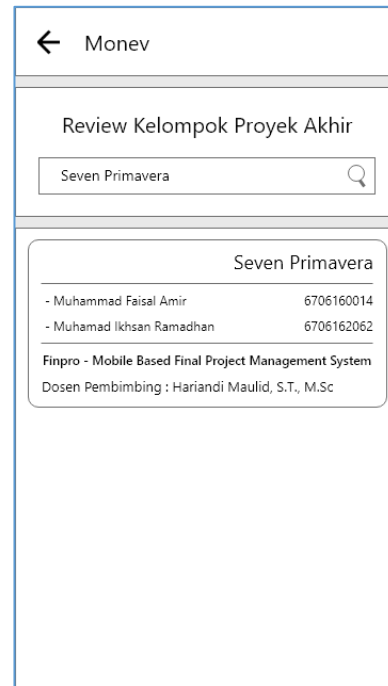 Monev
Review Kelompok Proyek Akhir
Seven Primavera
Seven Primavera
- Muhammad Faisal Amir 6706160014
- Muhamad Ikhsan Ramadhan 6706162062
Finpro - Mobile Based Final Project Management System
Dosen Pembimbing : Hariandi Maulid, S.T., M.Sc